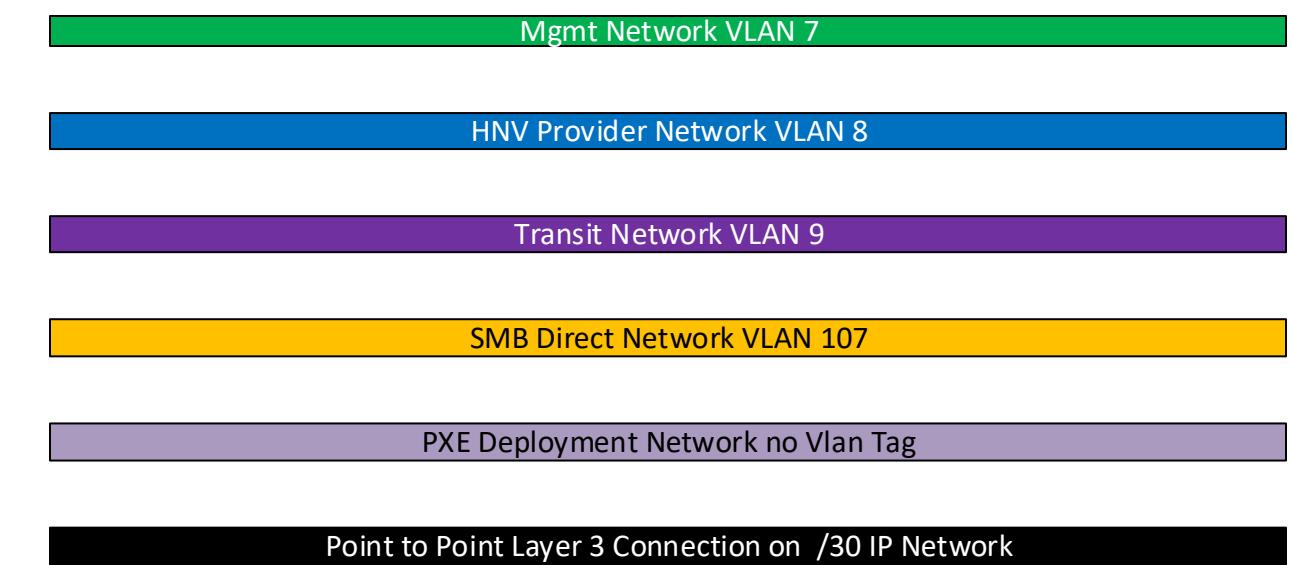 Mgmt Network VLAN 7
HNV Provider Network VLAN 8
Transit Network VLAN 9
SMB Direct Network VLAN 107
PXE Deployment Network no Vlan Tag
Point to Point Layer 3 Connection on  /30 IP Network